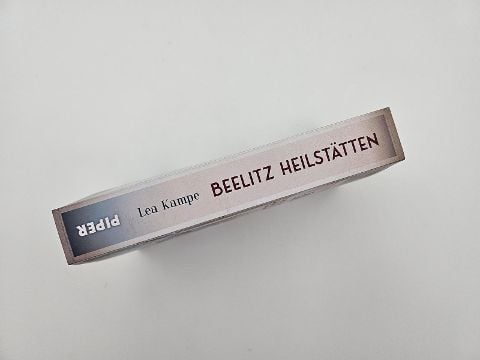 Lea Kampe BEELITZ HEILSTÄTTEN
PIPER